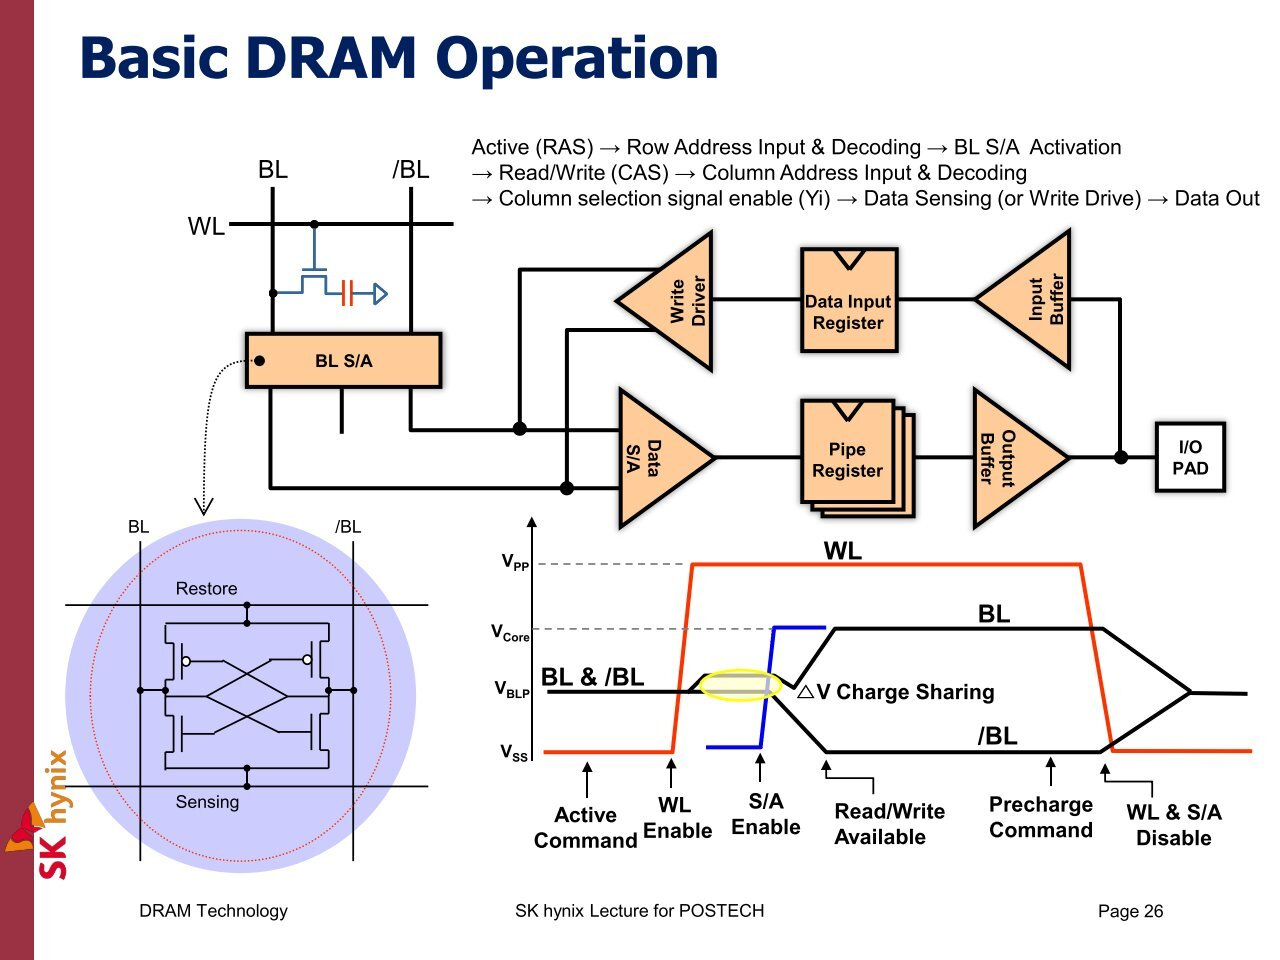 Basic DRAM Operation
Active (RAS) → Row Address Input & Decoding → BL S/A Activation
→ Read/Write (CAS) → Column Address Input & Decoding
→ Column selection signal enable (Yi) → Data Sensing (or Write Drive) → Data Out
BL
/BL
WL
BL S/A
Write
Driver
Data Input
Register
Input
Buffer
Data
S/A
Pipe
Register
Output
Buffer
I/O
PAD
BL
/BL
Restore
Sensing
VPP
WL
VCore
BL
VBLP
BL & /BL
△V Charge Sharing
VSS
/BL
Active
Command
WL
Enable
S/A
Enable
Read/Write
Available
Precharge
Command
WL & S/A
Disable
SK hynix
DRAM Technology
SK hynix Lecture for POSTECH
Page 26